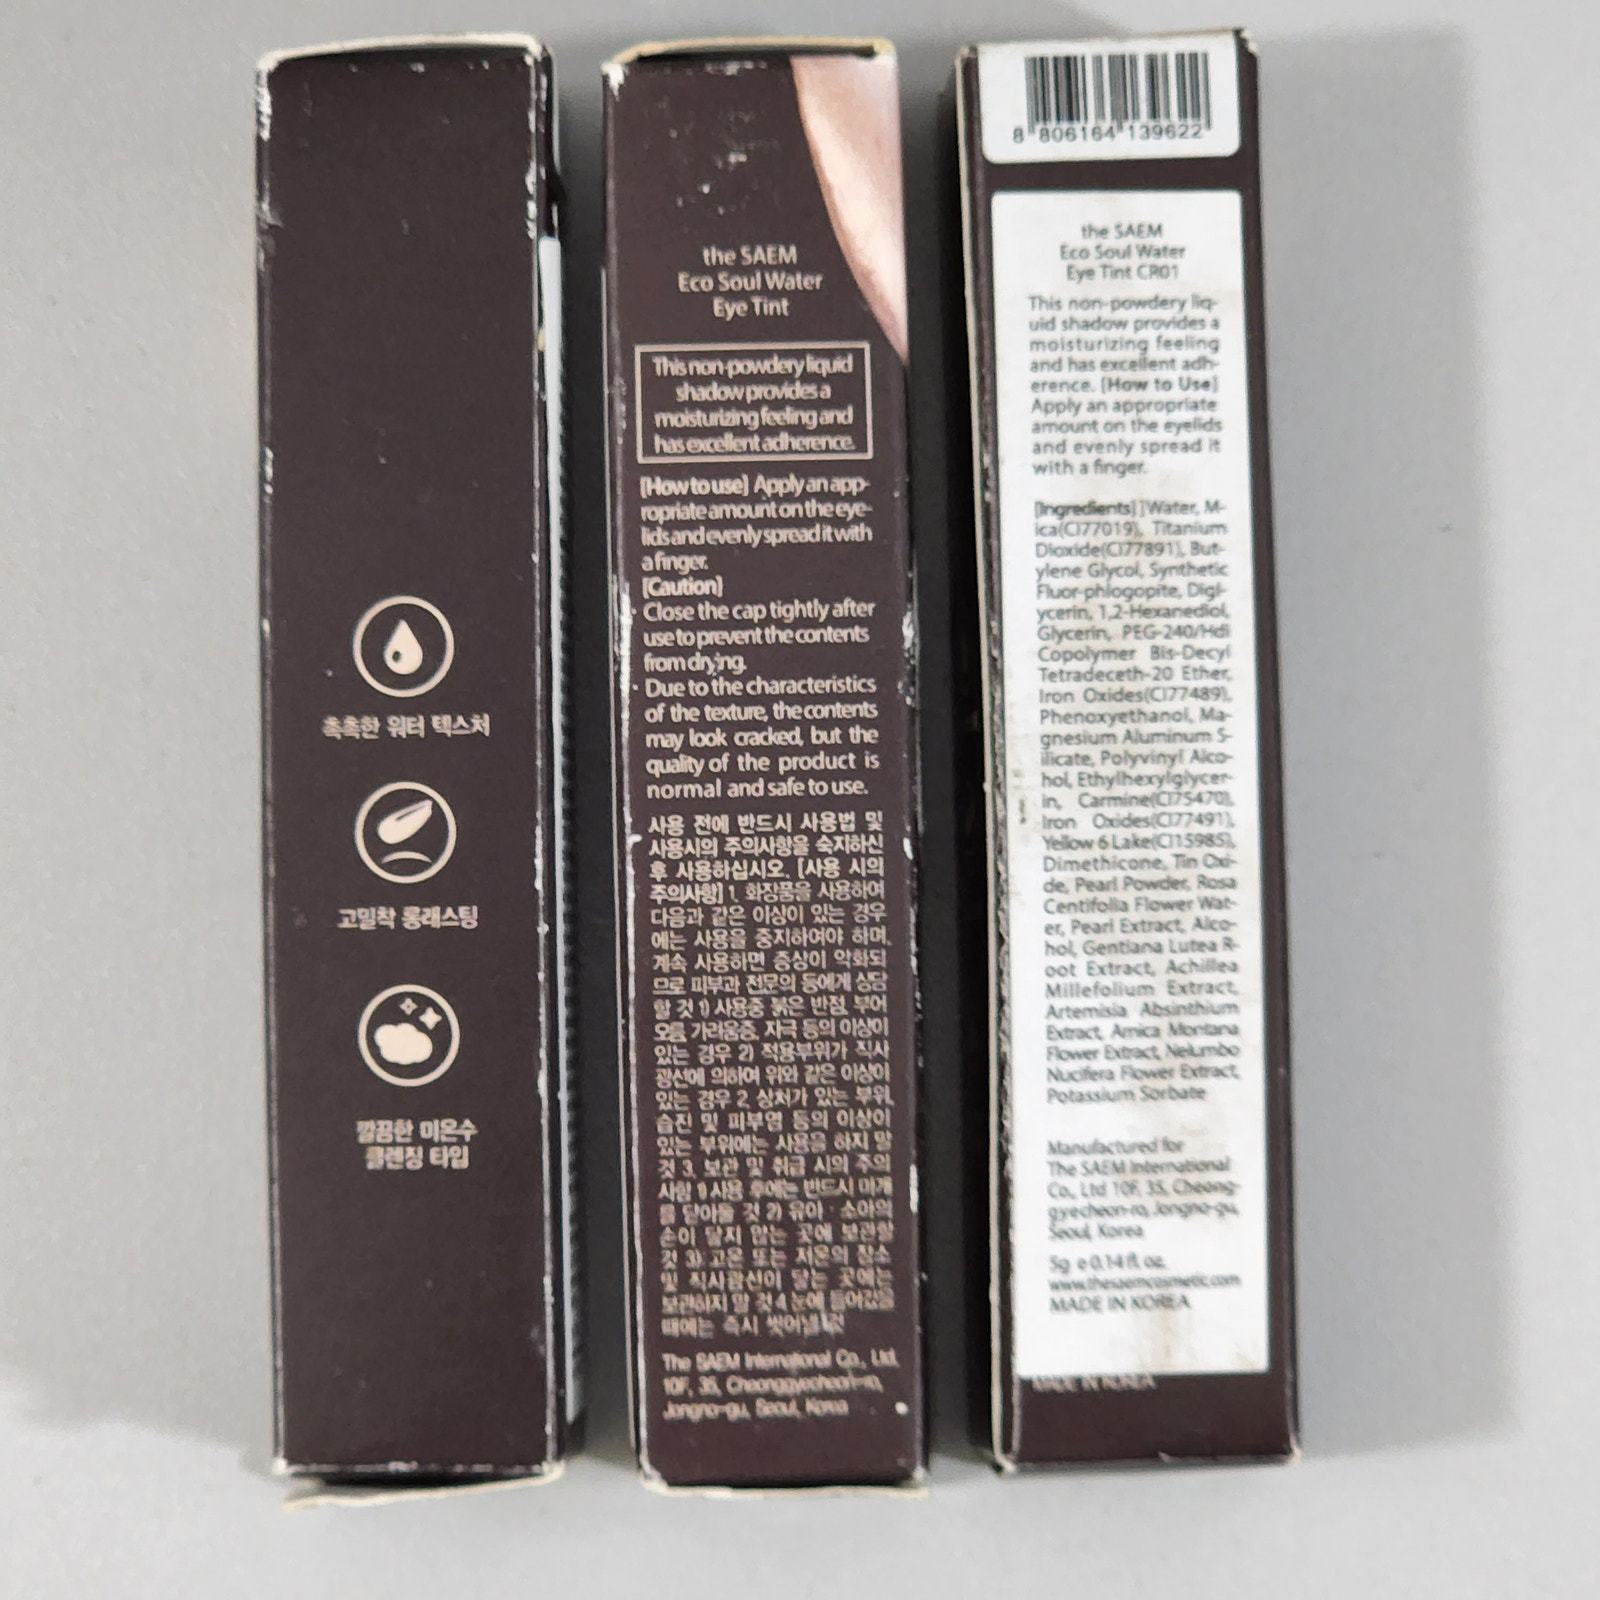 촉촉한 워터 텍스처
고밀착 롱래스팅
깔끔한 미온수
클렌징 타입
the SAEM
Eco Soul Water
Eye Tint
This non-powdery liquid
shadow provides a
moisturizing feeling and
has excellent adherence.
[How to use] Apply an app-
ropriate amount on the eye-
lids and evenly spread it with
a finger.
[Caution]
· Close the cap tightly after
use to prevent the contents
from drying.
· Due to the characteristics
of the texture, the contents
may look cracked, but the
quality of the product is
normal and safe to use.
사용 전에 반드시 사용법 및
사용시의 주의사항을 숙지하신
후 사용하십시오. [사용 시의
주의사항] 1. 화장품을 사용하여
다음과 같은 이상이 있는 경우
에는 사용을 중지하여야 하며,
계속 사용하면 증상이 악화되
므로 피부과 전문의 등에게 상담
할 것 1) 사용중 붉은 반점, 부어
오름, 가려움증, 자극 등의 이상이
있는 경우 2) 적용부위가 직사
광선에 의하여 위와 같은 이상이
있는 경우 2. 상처가 있는 부위,
습진 및 피부염 등의 이상이
있는 부위에는 사용을 하지 말
것 3. 보관 및 취급 시의 주의
사항 1) 사용 후에는 반드시 마개
를 닫아둘 것 2) 유아 · 소아의
손이 닿지 않는 곳에 보관할
것 3) 고온 또는 저온의 장소
및 직사광선이 닿는 곳에는
보관하지 말 것 4. 눈에 들어갔을
때에는 즉시 씻어낼 것
The SAEM International Co., Ltd.
10F, 35, Cheonggyecheon-ro,
Jongno-gu, Seoul, Korea
8 806164 139622
the SAEM
Eco Soul Water
Eye Tint CR01
This non-powdery liq-
uid shadow provides a
moisturizing feeling
and has excellent adh-
erence. [How to Use]
Apply an appropriate
amount on the eyelids
and evenly spread it
with a finger.
[Ingredients] Water, M-
ica(CI77019), Titanium
Dioxide(CI77891), But-
ylene Glycol, Synthetic
Fluor-phlogopite, Digl-
ycerin, 1,2-Hexanediol,
Glycerin, PEG-240/Hdi
Copolymer Bis-Decyl
Tetradeceth-20 Ether,
Iron Oxides(CI77489),
Phenoxyethanol, Ma-
gnesium Aluminum S-
ilicate, Polyvinyl Alco-
hol, Ethylhexylglycer-
in, Carmine(CI75470),
Iron Oxides(CI77491),
Yellow 6 Lake(CI15985),
Dimethicone, Tin Oxi-
de, Pearl Powder, Rosa
Centifolia Flower Wat-
er, Pearl Extract, Alco-
hol, Gentiana Lutea R-
oot Extract, Achillea
Millefolium Extract,
Artemisia Absinthium
Extract, Arnica Montana
Flower Extract, Nelumbo
Nucifera Flower Extract,
Potassium Sorbate
Manufactured for
The SAEM International
Co., Ltd 10F, 35, Cheong-
gyecheon-ro, Jongno-gu,
Seoul, Korea
5g e 0.14 fl. oz.
www.thesaemcosmetic.com
MADE IN KOREA
MADE IN KOREA